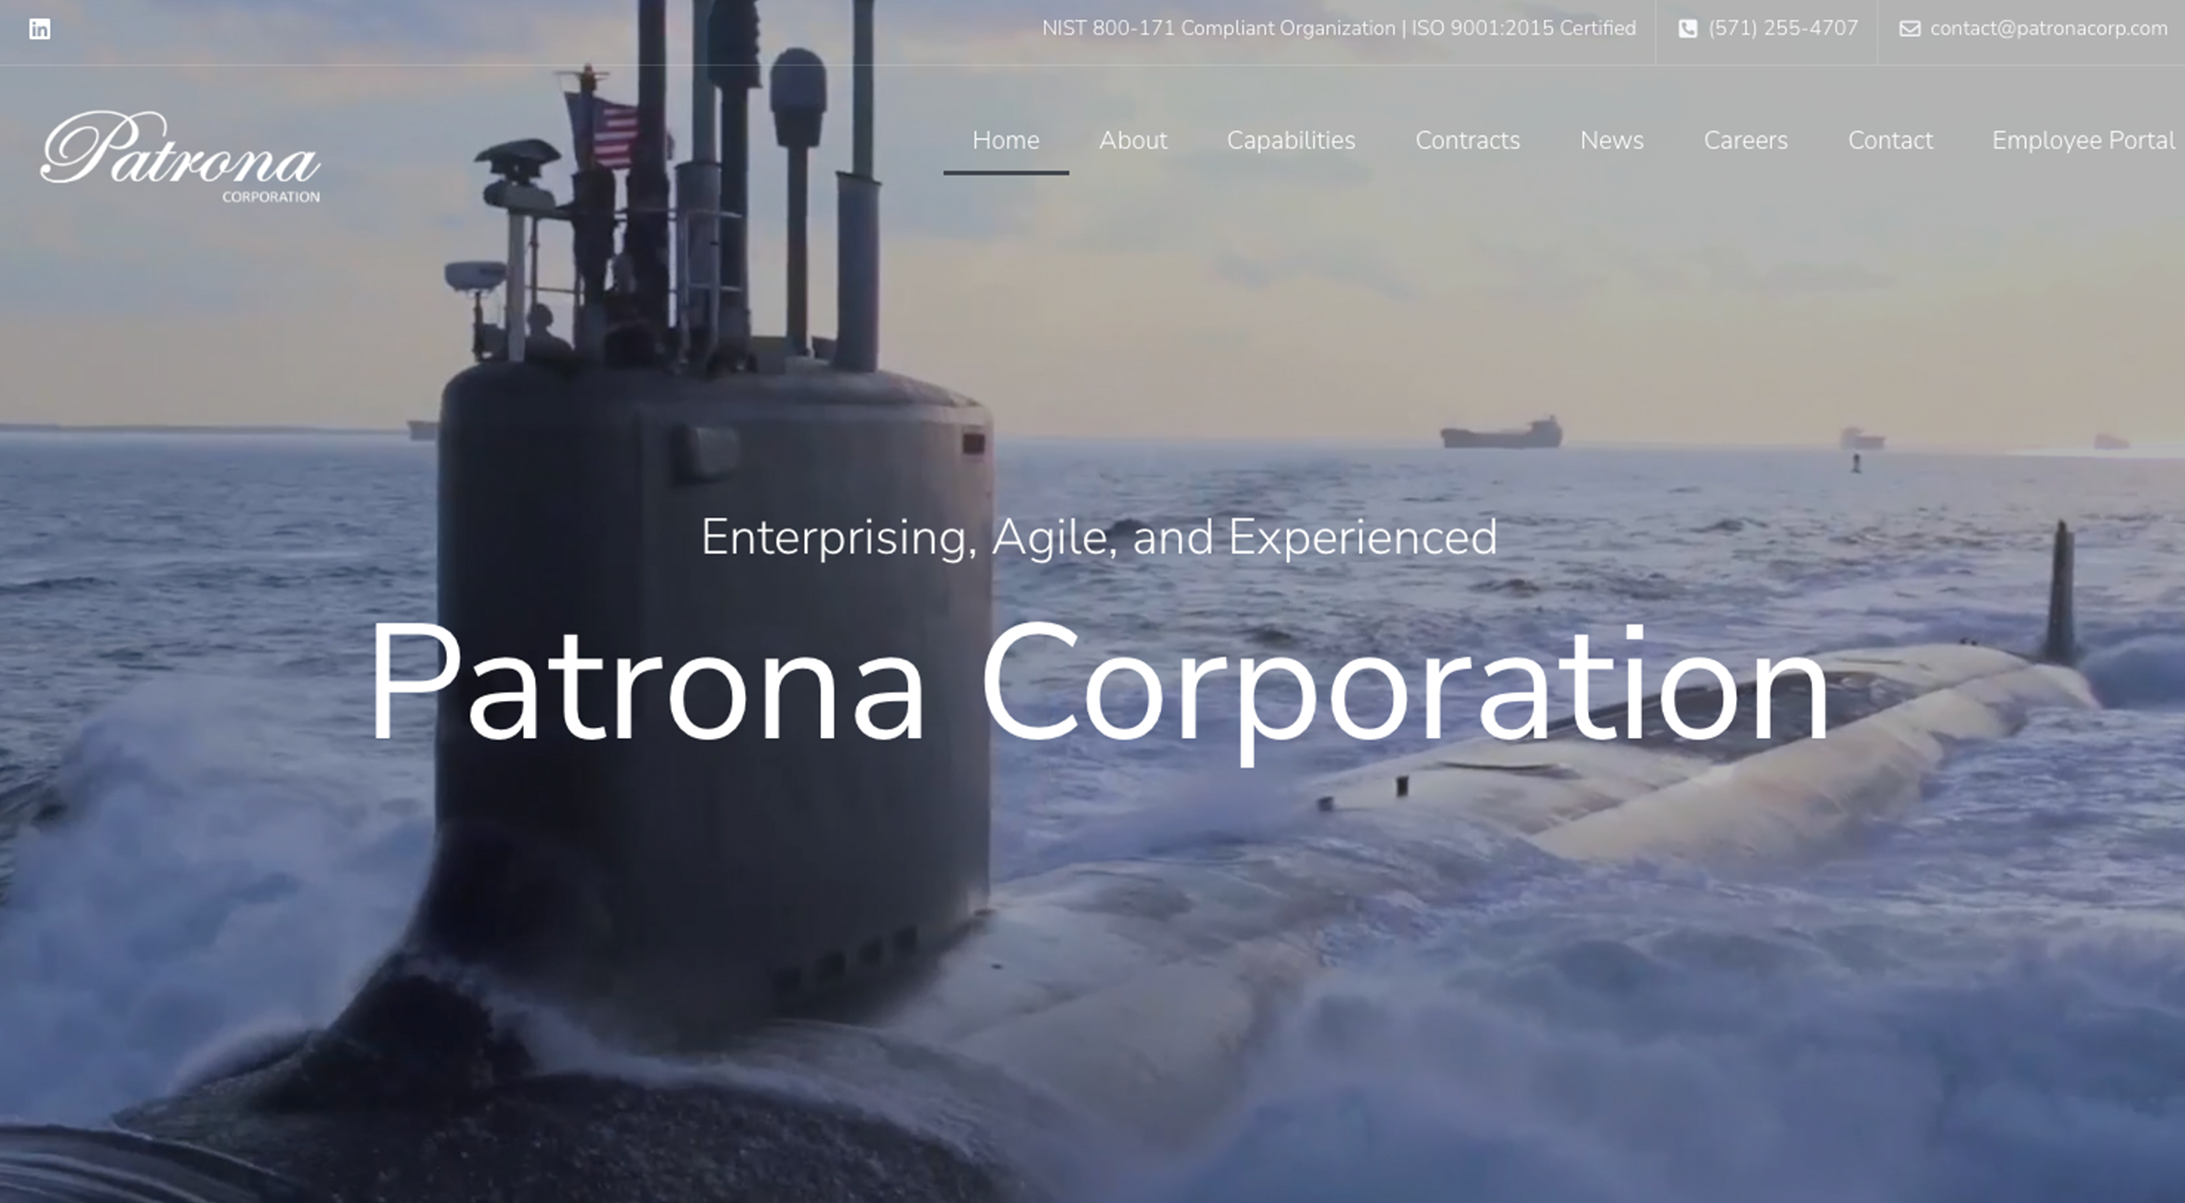 in
NIST 800-171 Compliant Organization | ISO 9001:2015 Certified
(571) 255-4707
contact@patronacorp.com
Patrona
CORPORATION
Home
About
Capabilities
Contracts
News
Careers
Contact
Employee Portal
Enterprising, Agile, and Experienced
Patrona Corporation